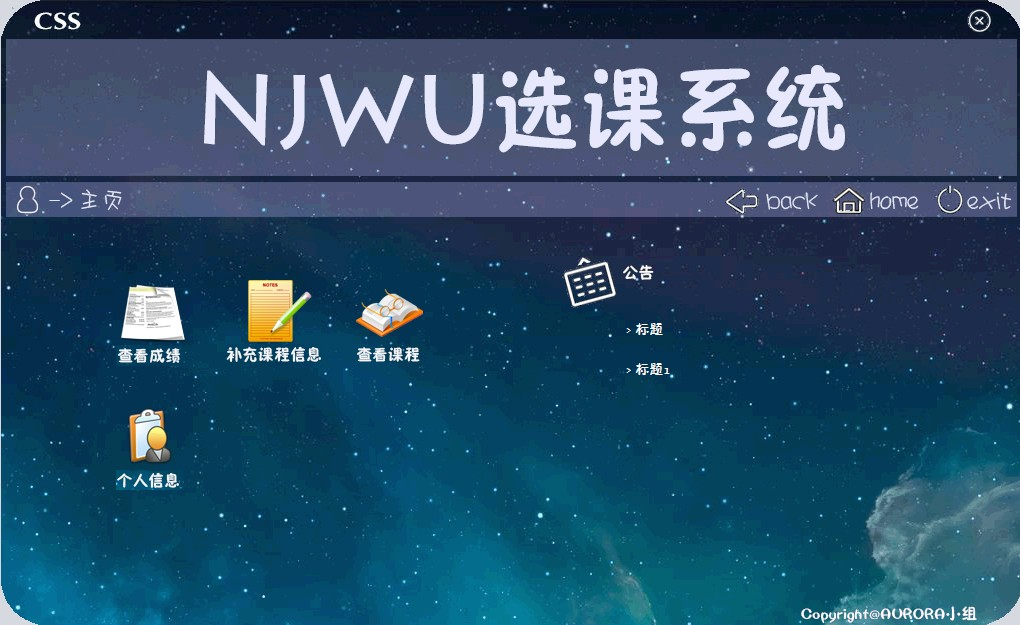 CSS
NJWU选课系统
-> 主页
back home exit
公告
> 标题
> 标题1
NOTES
查看成绩 补充课程信息 查看课程
个人信息
Copyright@AURORA小组